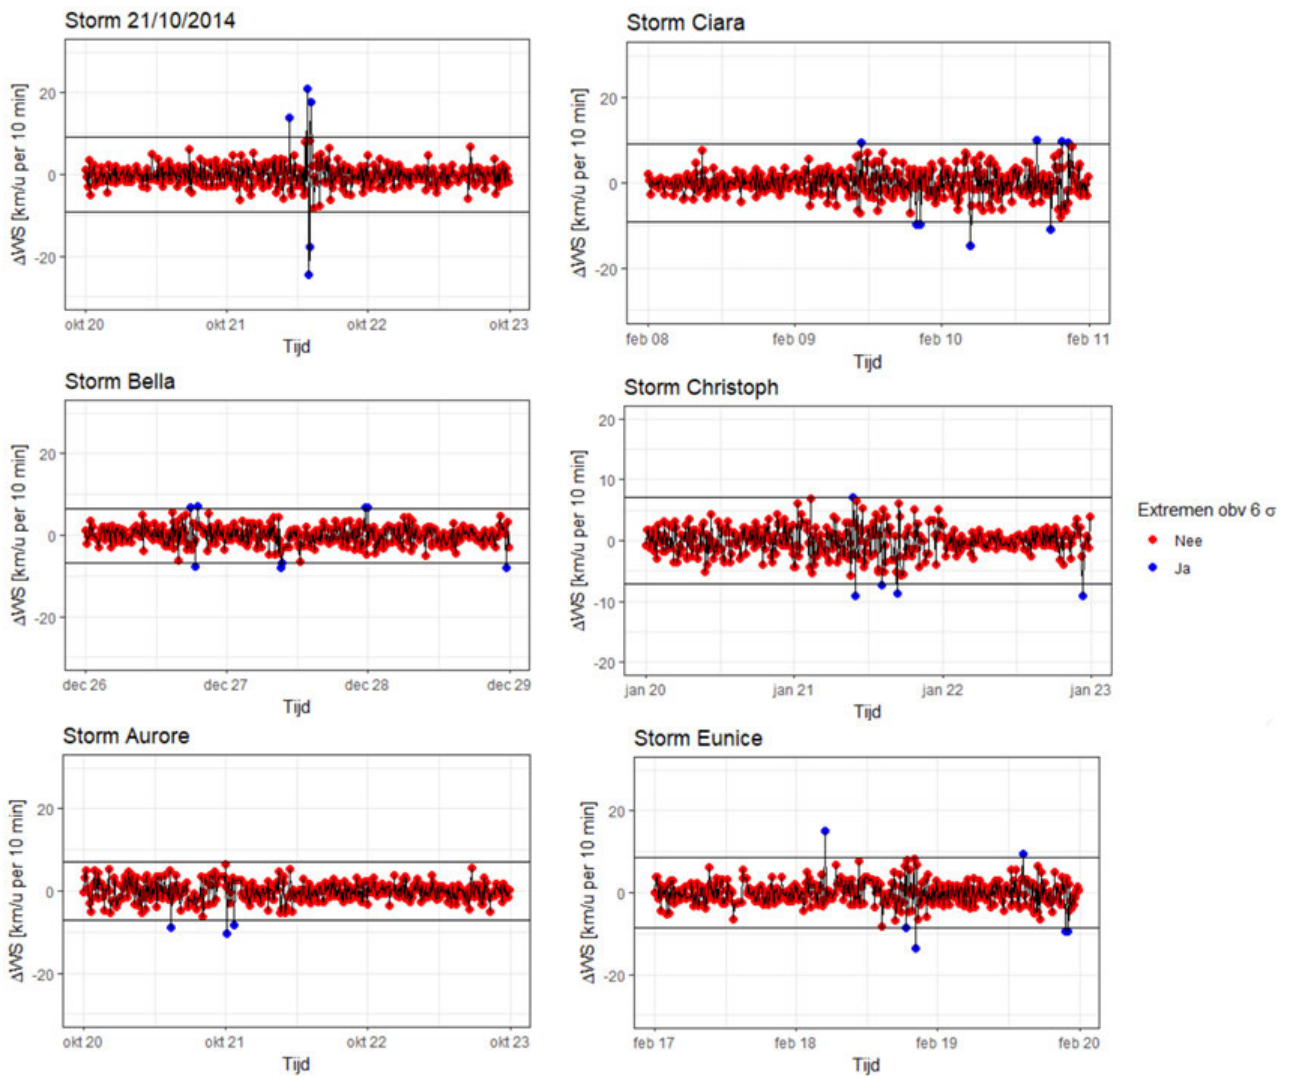 Storm 21/10/2014
ΔWS [km/u per 10 min]
20
0
-20
okt 20 okt 21 okt 22 okt 23
Tijd
Storm Ciara
ΔWS [km/u per 10 min]
20
0
-20
feb 08 feb 09 feb 10 feb 11
Tijd
Storm Bella
ΔWS [km/u per 10 min]
20
0
-20
dec 26 dec 27 dec 28 dec 29
Tijd
Storm Christoph
ΔWS [km/u per 10 min]
20
10
0
-10
-20
jan 20 jan 21 jan 22 jan 23
Tijd
Extremen obv 6 σ
Nee
Ja
Storm Aurore
ΔWS [km/u per 10 min]
20
0
-20
okt 20 okt 21 okt 22 okt 23
Tijd
Storm Eunice
ΔWS [km/u per 10 min]
20
0
-20
feb 17 feb 18 feb 19 feb 20
Tijd